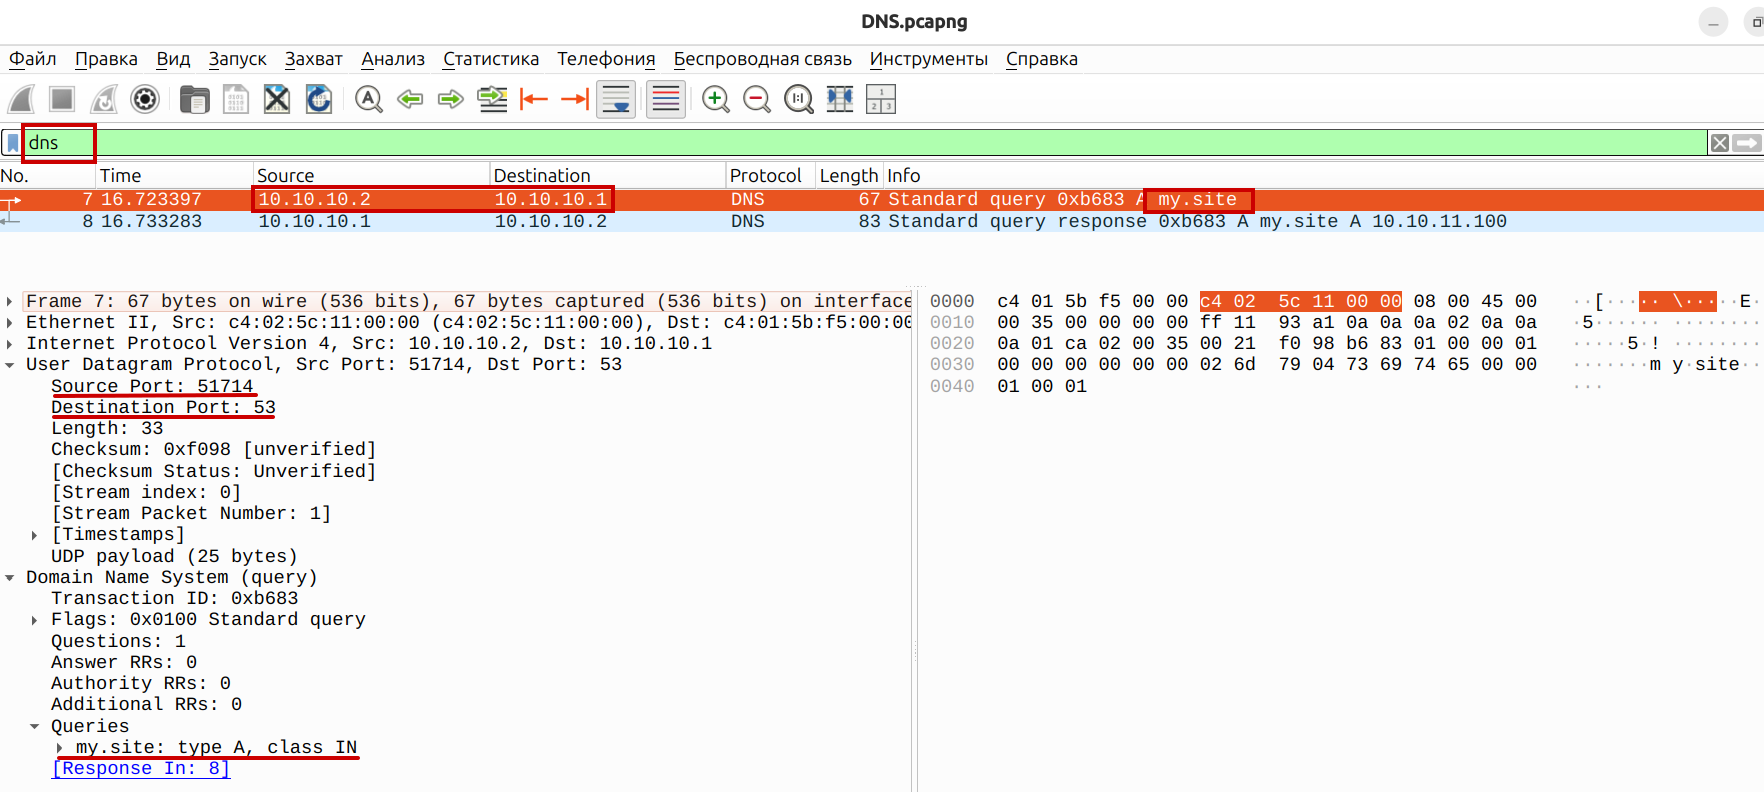 DNS.pcapng
Файл Правка Вид Запуск Захват Анализ Статистика Телефония Беспроводная связь Инструменты Справка
dns
No. Time Source Destination Protocol Length Info
7 16.723397 10.10.10.2 10.10.10.1 DNS 67 Standard query 0xb683 A my.site
8 16.733283 10.10.10.1 10.10.10.2 DNS 83 Standard query response 0xb683 A my.site A 10.10.11.100
Frame 7: 67 bytes on wire (536 bits), 67 bytes captured (536 bits) on interface
Ethernet II, Src: c4:02:5c:11:00:00 (c4:02:5c:11:00:00), Dst: c4:01:5b:f5:00:00
Internet Protocol Version 4, Src: 10.10.10.2, Dst: 10.10.10.1
User Datagram Protocol, Src Port: 51714, Dst Port: 53
Source Port: 51714
Destination Port: 53
Length: 33
Checksum: 0xf098 [unverified]
[Checksum Status: Unverified]
[Stream index: 0]
[Stream Packet Number: 1]
[Timestamps]
UDP payload (25 bytes)
Domain Name System (query)
Transaction ID: 0xb683
Flags: 0x0100 Standard query
Questions: 1
Answer RRs: 0
Authority RRs: 0
Additional RRs: 0
Queries
my.site: type A, class IN
[Response In: 8]
0000 c4 01 5b f5 00 00 c4 02 5c 11 00 00 08 00 45 00 ··[·····\·····E·
0010 00 35 00 00 00 00 ff 11 93 a1 0a 0a 0a 02 0a 0a ·5··············
0020 0a 01 ca 02 00 35 00 21 f0 98 b6 83 01 00 00 01 ·····5·!········
0030 00 00 00 00 00 00 02 6d 79 04 73 69 74 65 00 00 ·······my·site··
0040 01 00 01 ···